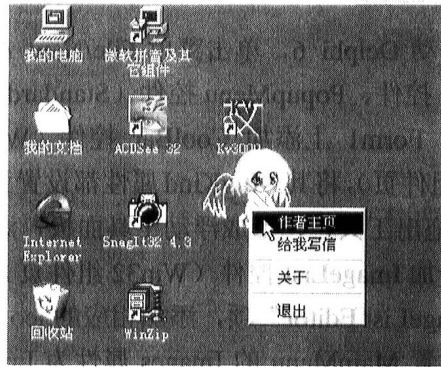 我的电脑
微软拼音及其
它组件
我的文档
ACDSee 32
Kv3000
Internet
Explorer
SnagIt32 4.3
回收站
WinZip
作者主页
给我写信
关于
退出